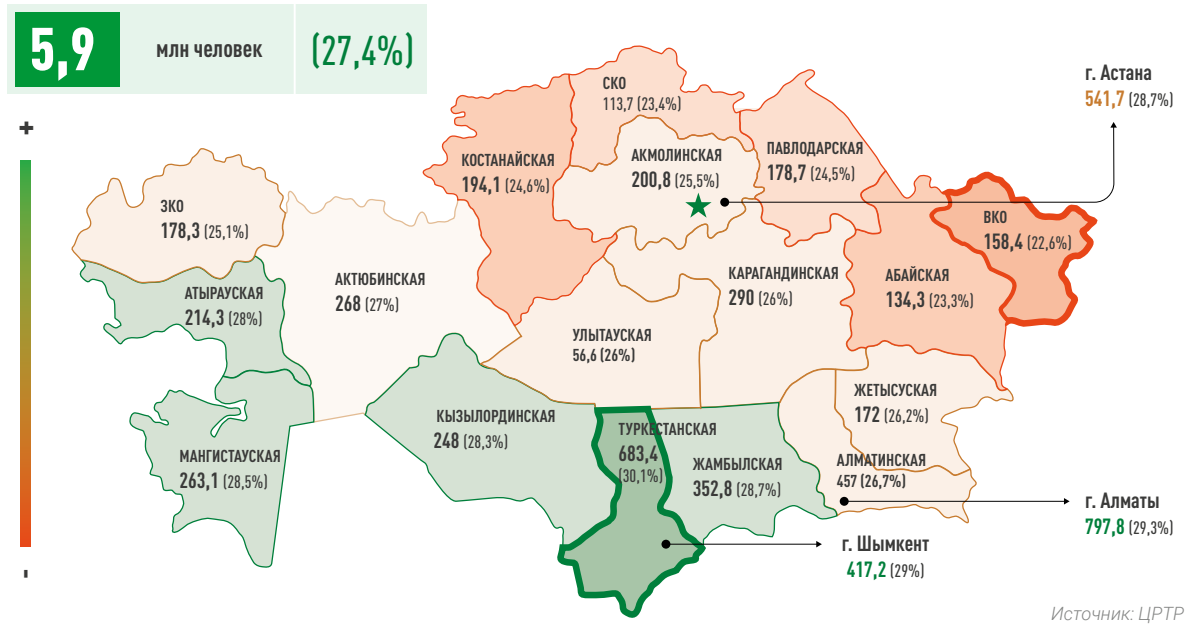 5,9 млн человек (27,4%)
+
-
г. Астана
541,7 (28,7%)
СКО
113,7 (23,4%)
КОСТАНАЙСКАЯ
194,1 (24,6%)
АКМОЛИНСКАЯ
200,8 (25,5%)
ПАВЛОДАРСКАЯ
178,7 (24,5%)
ЗКО
178,3 (25,1%)
ВКО
158,4 (22,6%)
АТЫРАУСКАЯ
214,3 (28%)
АКТЮБИНСКАЯ
268 (27%)
КАРАГАНДИНСКАЯ
290 (26%)
АБАЙСКАЯ
134,3 (23,3%)
УЛЫТАУСКАЯ
56,6 (26%)
ЖЕТЫСУСКАЯ
172 (26,2%)
КЫЗЫЛОРДИНСКАЯ
248 (28,3%)
ТУРКЕСТАНСКАЯ
683,4
(30,1%)
МАНГИСТАУСКАЯ
263,1 (28,5%)
ЖАМБЫЛСКАЯ
352,8 (28,7%)
АЛМАТИНСКАЯ
457 (26,7%)
г. Алматы
797,8 (29,3%)
г. Шымкент
417,2 (29%)
Источник: ЦРТР